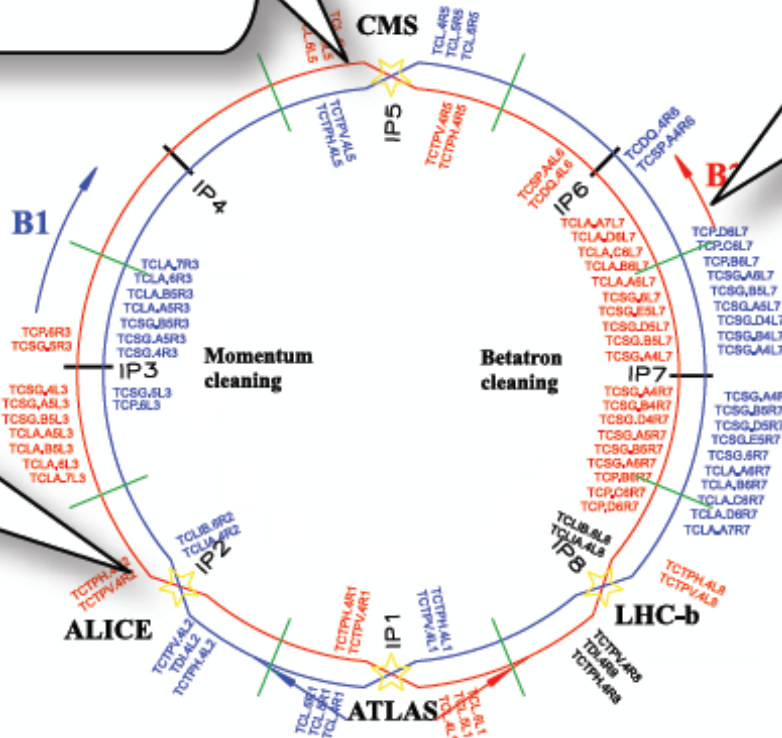 CMS
TCL.4R5
TCL.5R5
TCL.6R5
TCTPV.4L5
TCTPH.4L5
IP5
TCTPV.4R5
TCTPH.4R5
TCSP.A4L6
TCDQ.4L6
IP6
TCDQ.4R6
TCSP.A4R6
IP4
B1
TCLA.A7L7
TCLA.D6L7
TCLA.C6L7
TCLA.B6L7
TCLA.A6L7
TCSG.6L7
TCSG.E5L7
TCSG.D5L7
TCSG.B5L7
TCSG.A4L7
TCP.D6L7
TCP.C6L7
TCP.B6L7
TCSG.A6L7
TCSG.B5L7
TCSG.A5L7
TCSG.D4L7
TCSG.B4L7
TCSG.A4L7
TCLA.7R3
TCLA.6R3
TCLA.B5R3
TCLA.A5R3
TCSG.B5R3
TCSG.A5R3
TCSG.4R3
TCP.6R3
TCSG.5R3
IP3
Momentum
cleaning
Betatron
cleaning
IP7
TCSG.4L3
TCSG.A5L3
TCSG.B5L3
TCLA.A5L3
TCLA.B5L3
TCLA.6L3
TCLA.7L3
TCSG.5L3
TCP.6L3
TCSG.A4R7
TCSG.B4R7
TCSG.D4R7
TCSG.A5R7
TCSG.B5R7
TCSG.A6R7
TCP.B6R7
TCP.C6R7
TCP.D6R7
TCSG.B5R7
TCSG.D5R7
TCSG.E5R7
TCSG.6R7
TCLA.A6R7
TCLA.B6R7
TCLA.C6R7
TCLA.D6R7
TCLA.A7R7
TCLIB.6R2
IP2
TCLIB.6L8
TCLIA.4L8
IP8
TCTPH.4L8
TCTPV.4L8
ALICE
LHC-b
TCTPV.4L2
TDI.4L2
TCTPH.4L2
TCTPH.4R1
TCTPV.4R1
IP1
TCTPH.4L1
TCTPV.4L1
TCTPV.4R8
TDI.4R8
TCTPH.4R8
ATLAS